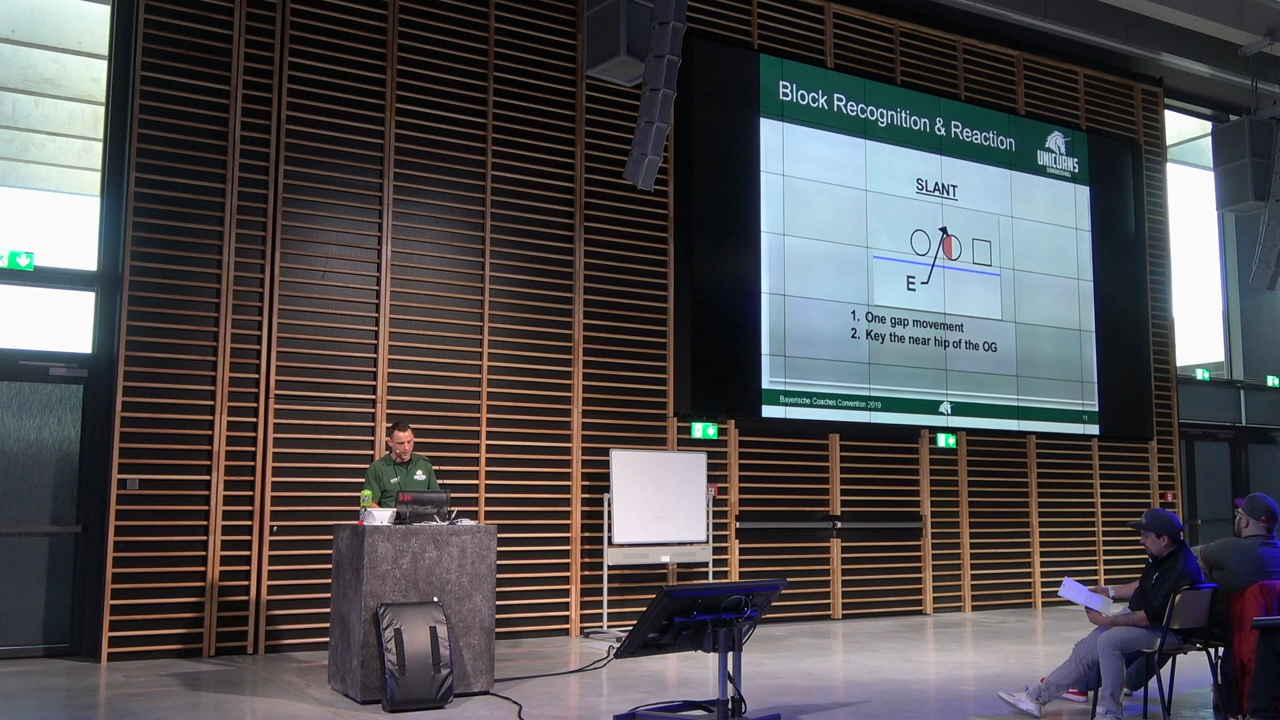 Block Recognition & Reaction
UNICORNS
SLANT
E
1. One gap movement
2. Key the near hip of the OG
Bayerische Coaches Convention 2019
11